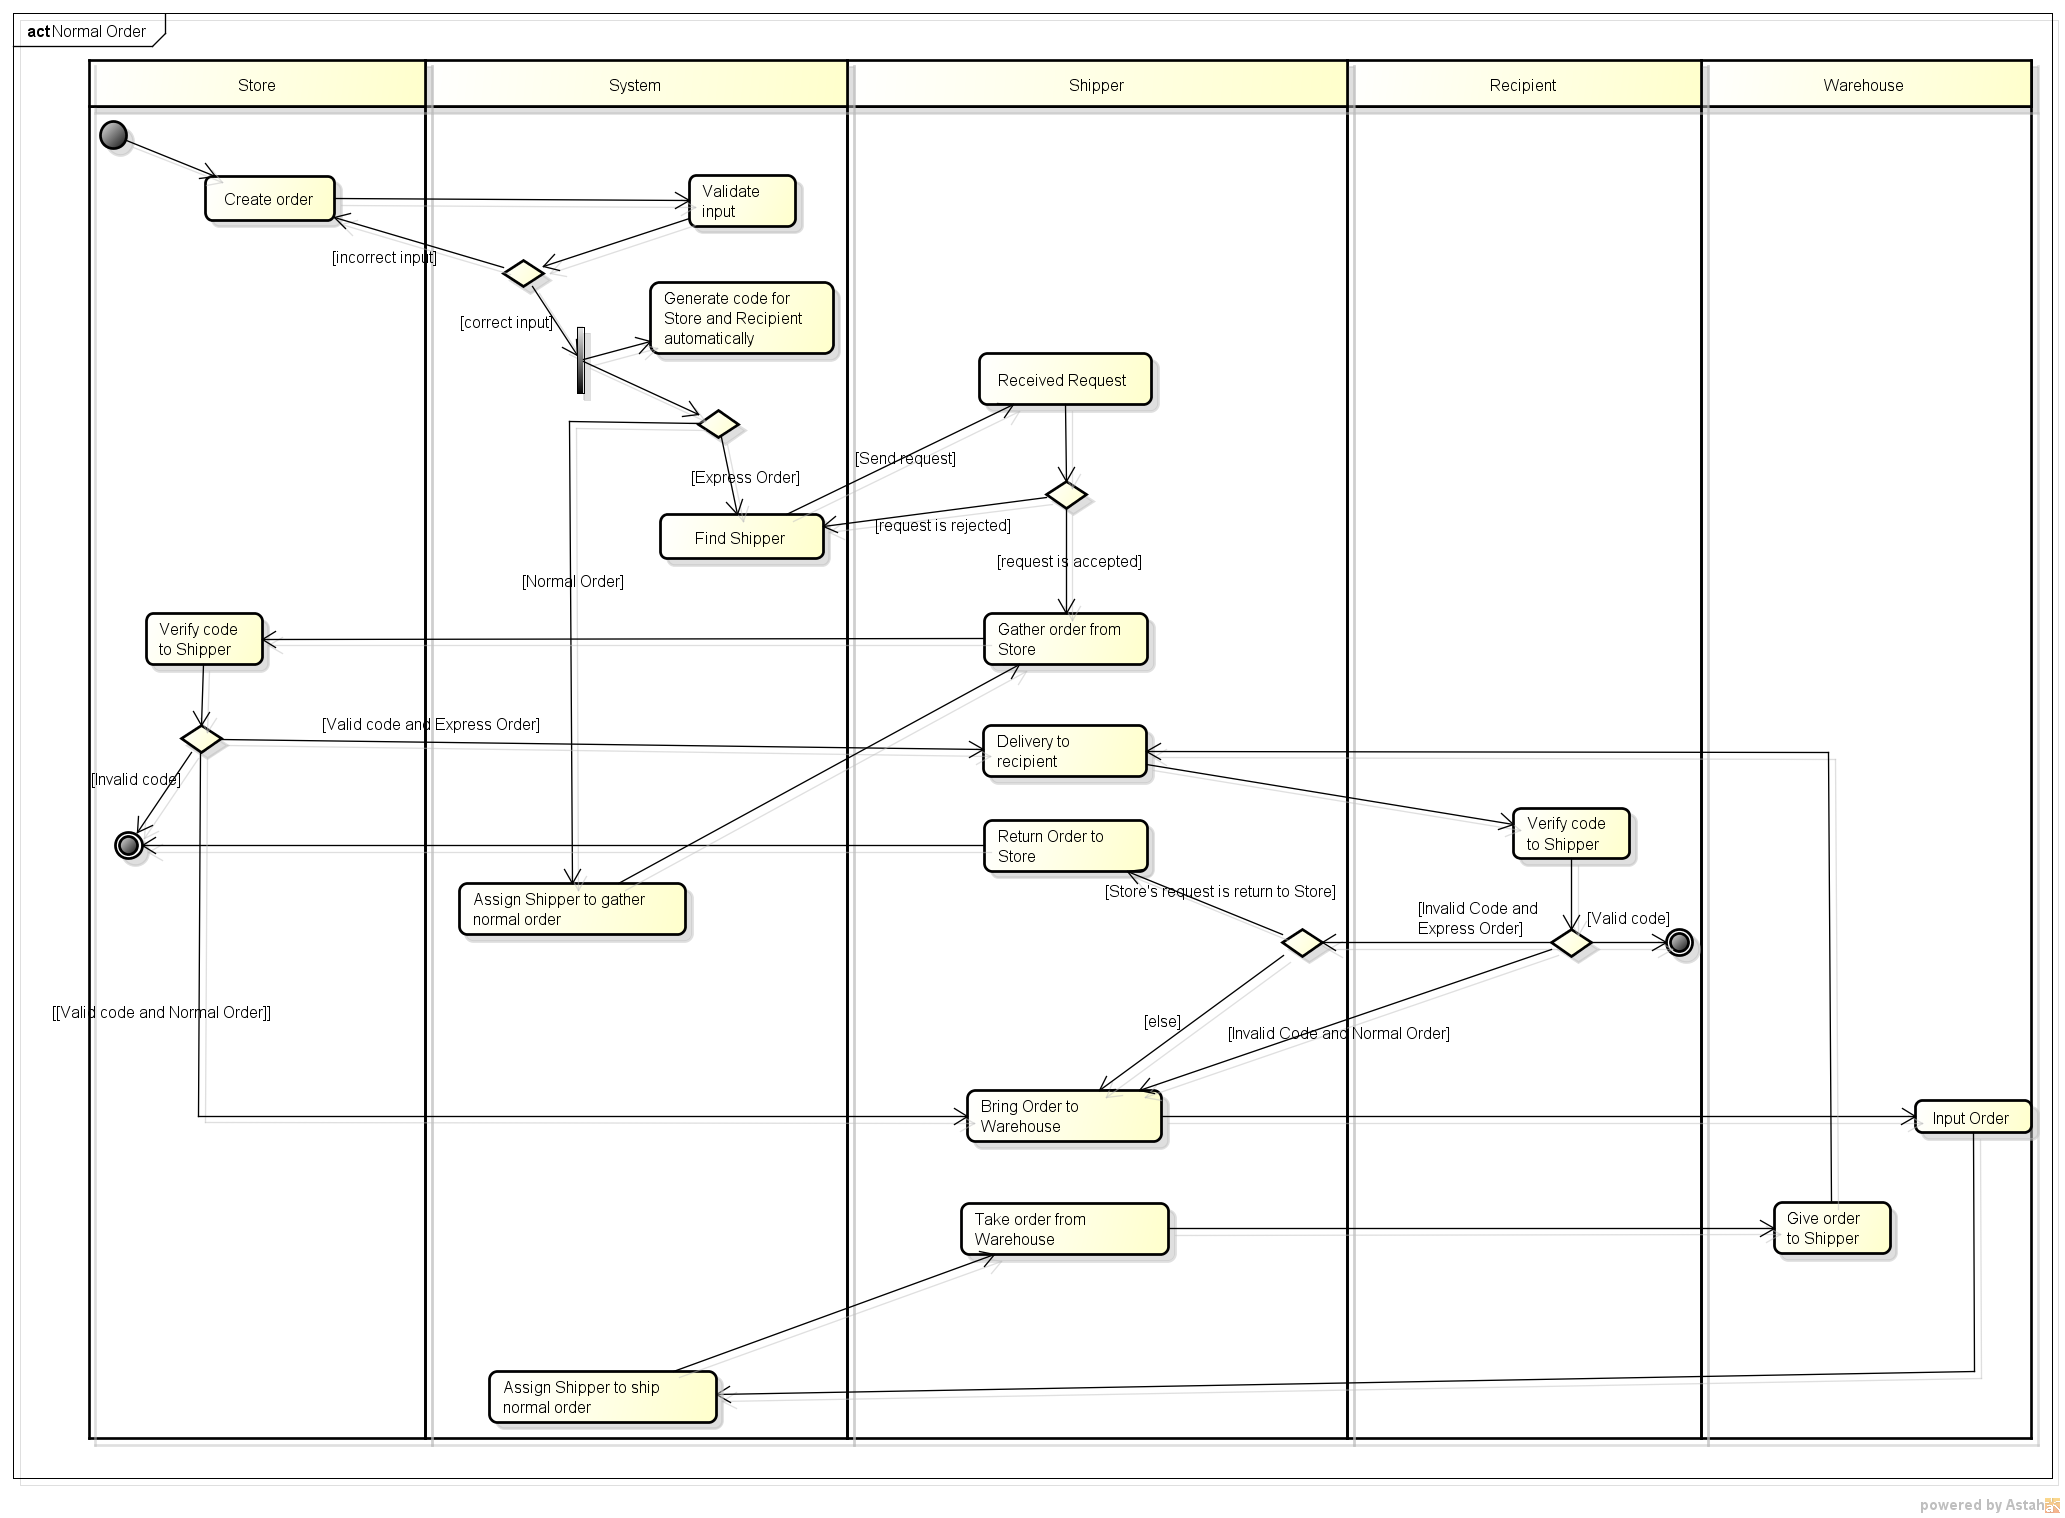 act Normal Order
Store
System
Shipper
Recipient
Warehouse
Create order
Validate
input
[incorrect input]
[correct input]
Generate code for
Store and Recipient
automatically
Received Request
[Send request]
[Express Order]
[request is rejected]
Find Shipper
[request is accepted]
[Normal Order]
Verify code
to Shipper
Gather order from
Store
[Valid code and Express Order]
Delivery to
recipient
[Invalid code]
Verify code
to Shipper
Return Order to
Store
[Store's request is return to Store]
Assign Shipper to gather
normal order
[Invalid Code and
Express Order]
[Valid code]
[[Valid code and Normal Order]]
[else]
[Invalid Code and Normal Order]
Bring Order to
Warehouse
Input Order
Take order from
Warehouse
Give order
to Shipper
Assign Shipper to ship
normal order
powered by Astah